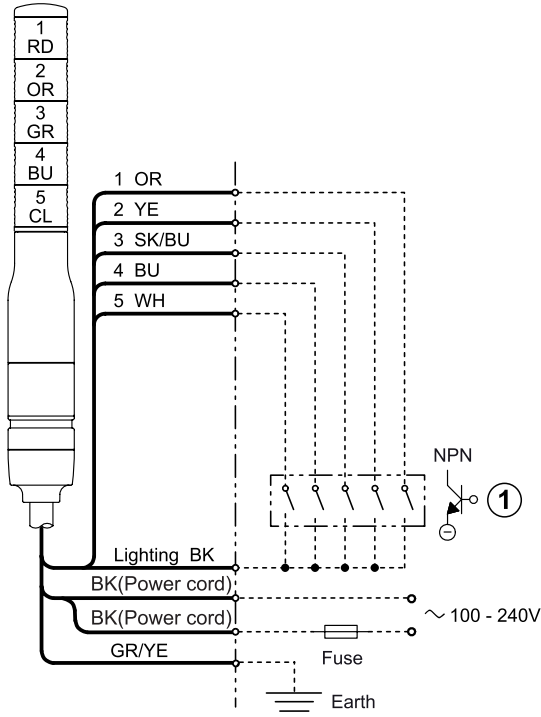 1
RD
2
OR
3
GR
4
BU
5
CL
1 OR
2 YE
3 SK/BU
4 BU
5 WH
NPN
1
Lighting BK
BK(Power cord)
BK(Power cord)
~ 100 - 240V
Fuse
GR/YE
Earth